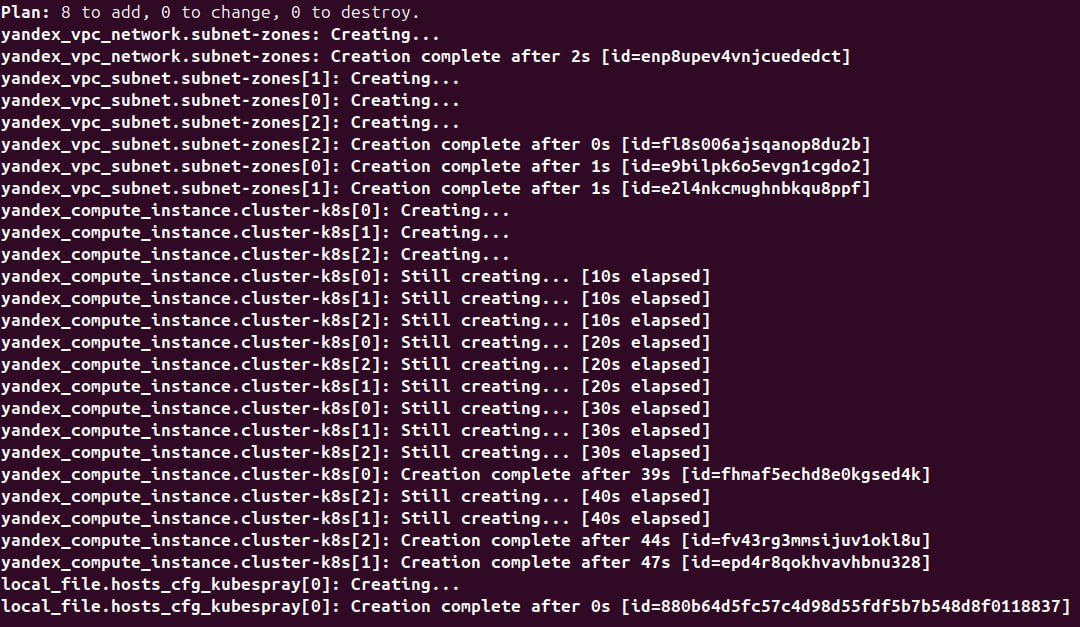 Plan: 8 to add, 0 to change, 0 to destroy.
yandex_vpc_network.subnet-zones: Creating...
yandex_vpc_network.subnet-zones: Creation complete after 2s [id=enp8upev4vnjcuededct]
yandex_vpc_subnet.subnet-zones[1]: Creating...
yandex_vpc_subnet.subnet-zones[0]: Creating...
yandex_vpc_subnet.subnet-zones[2]: Creating...
yandex_vpc_subnet.subnet-zones[2]: Creation complete after 0s [id=fl8s006ajsqanop8du2b]
yandex_vpc_subnet.subnet-zones[0]: Creation complete after 1s [id=e9bilpk6o5evgn1cgdo2]
yandex_vpc_subnet.subnet-zones[1]: Creation complete after 1s [id=e2l4nkcmughnbkqu8ppf]
yandex_compute_instance.cluster-k8s[0]: Creating...
yandex_compute_instance.cluster-k8s[1]: Creating...
yandex_compute_instance.cluster-k8s[2]: Creating...
yandex_compute_instance.cluster-k8s[0]: Still creating... [10s elapsed]
yandex_compute_instance.cluster-k8s[1]: Still creating... [10s elapsed]
yandex_compute_instance.cluster-k8s[2]: Still creating... [10s elapsed]
yandex_compute_instance.cluster-k8s[0]: Still creating... [20s elapsed]
yandex_compute_instance.cluster-k8s[2]: Still creating... [20s elapsed]
yandex_compute_instance.cluster-k8s[1]: Still creating... [20s elapsed]
yandex_compute_instance.cluster-k8s[0]: Still creating... [30s elapsed]
yandex_compute_instance.cluster-k8s[1]: Still creating... [30s elapsed]
yandex_compute_instance.cluster-k8s[2]: Still creating... [30s elapsed]
yandex_compute_instance.cluster-k8s[0]: Creation complete after 39s [id=fhmaf5echd8e0kgsed4k]
yandex_compute_instance.cluster-k8s[2]: Still creating... [40s elapsed]
yandex_compute_instance.cluster-k8s[1]: Still creating... [40s elapsed]
yandex_compute_instance.cluster-k8s[2]: Creation complete after 44s [id=fv43rg3mmsijuv1okl8u]
yandex_compute_instance.cluster-k8s[1]: Creation complete after 47s [id=epd4r8qokhvavhbnu328]
local_file.hosts_cfg_kubespray[0]: Creating...
local_file.hosts_cfg_kubespray[0]: Creation complete after 0s [id=880b64d5fc57c4d98d55fdf5b7b548d8f0118837]